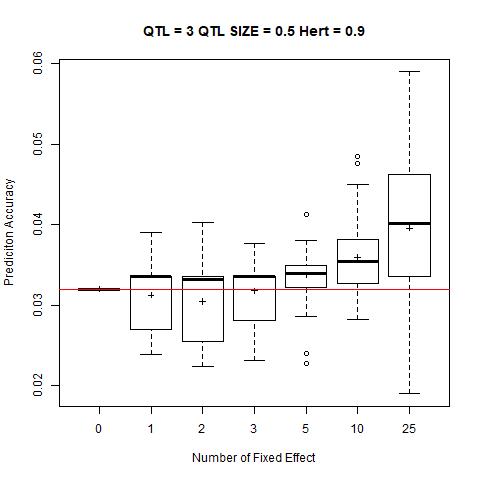 QTL = 3 QTL SIZE = 0.5 Hert = 0.9
Prediciton Accuracy
0.06
0.05
0.04
0.03
0.02
0 1 2 3 5 10 25
Number of Fixed Effect